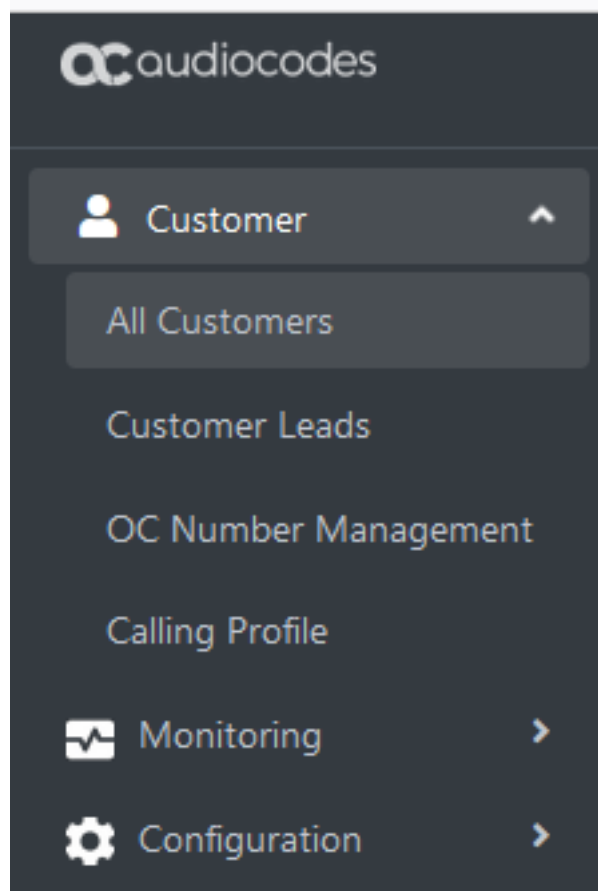 audiocodes
Customer
All Customers
Customer Leads
OC Number Management
Calling Profile
Monitoring
Configuration